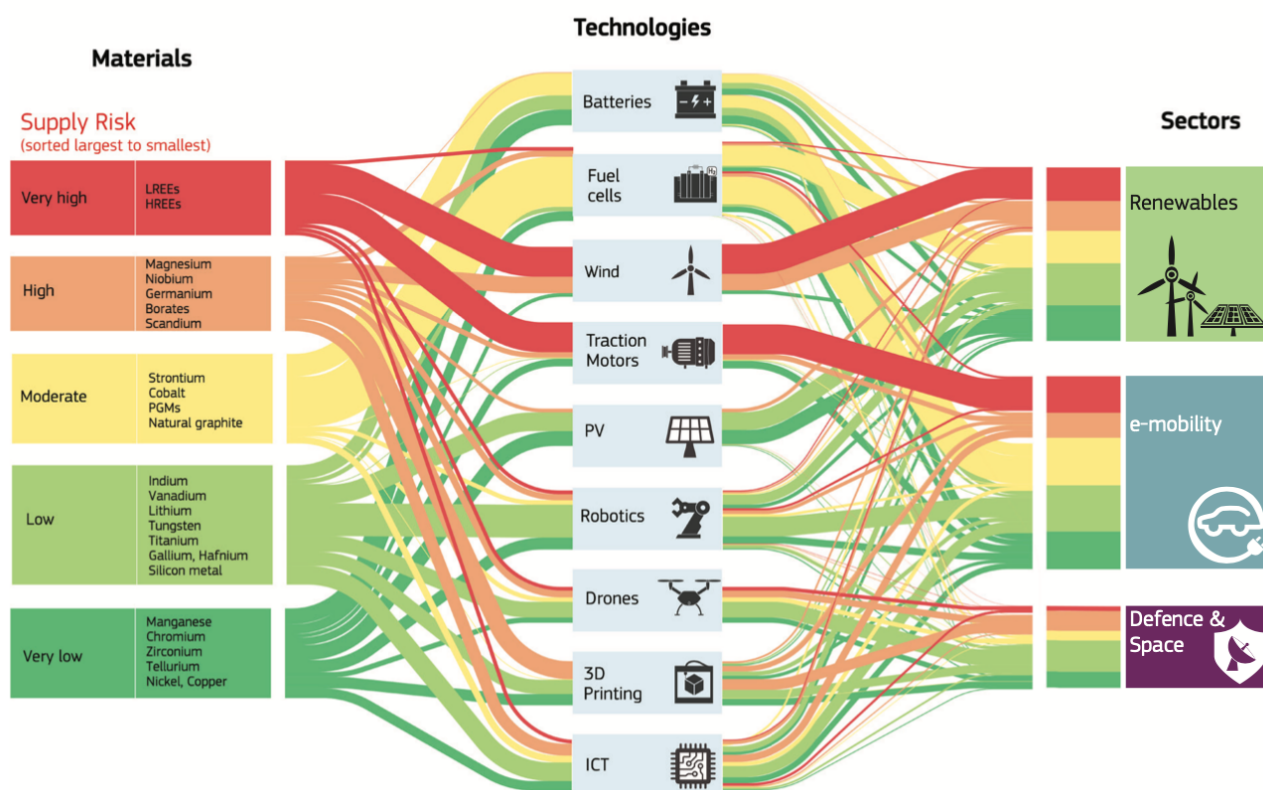 Technologies
Materials
Supply Risk
(sorted largest to smallest)
Very high
LREEs
HREEs
High
Magnesium
Niobium
Germanium
Borates
Scandium
Moderate
Strontium
Cobalt
PGMs
Natural graphite
Low
Indium
Vanadium
Lithium
Tungsten
Titanium
Gallium, Hafnium
Silicon metal
Very low
Manganese
Chromium
Zirconium
Tellurium
Nickel, Copper
Batteries
Fuel
cells
H₂
Wind
Traction
Motors
PV
Robotics
Drones
3D
Printing
ICT
Sectors
Renewables
e-mobility
Defence &
Space